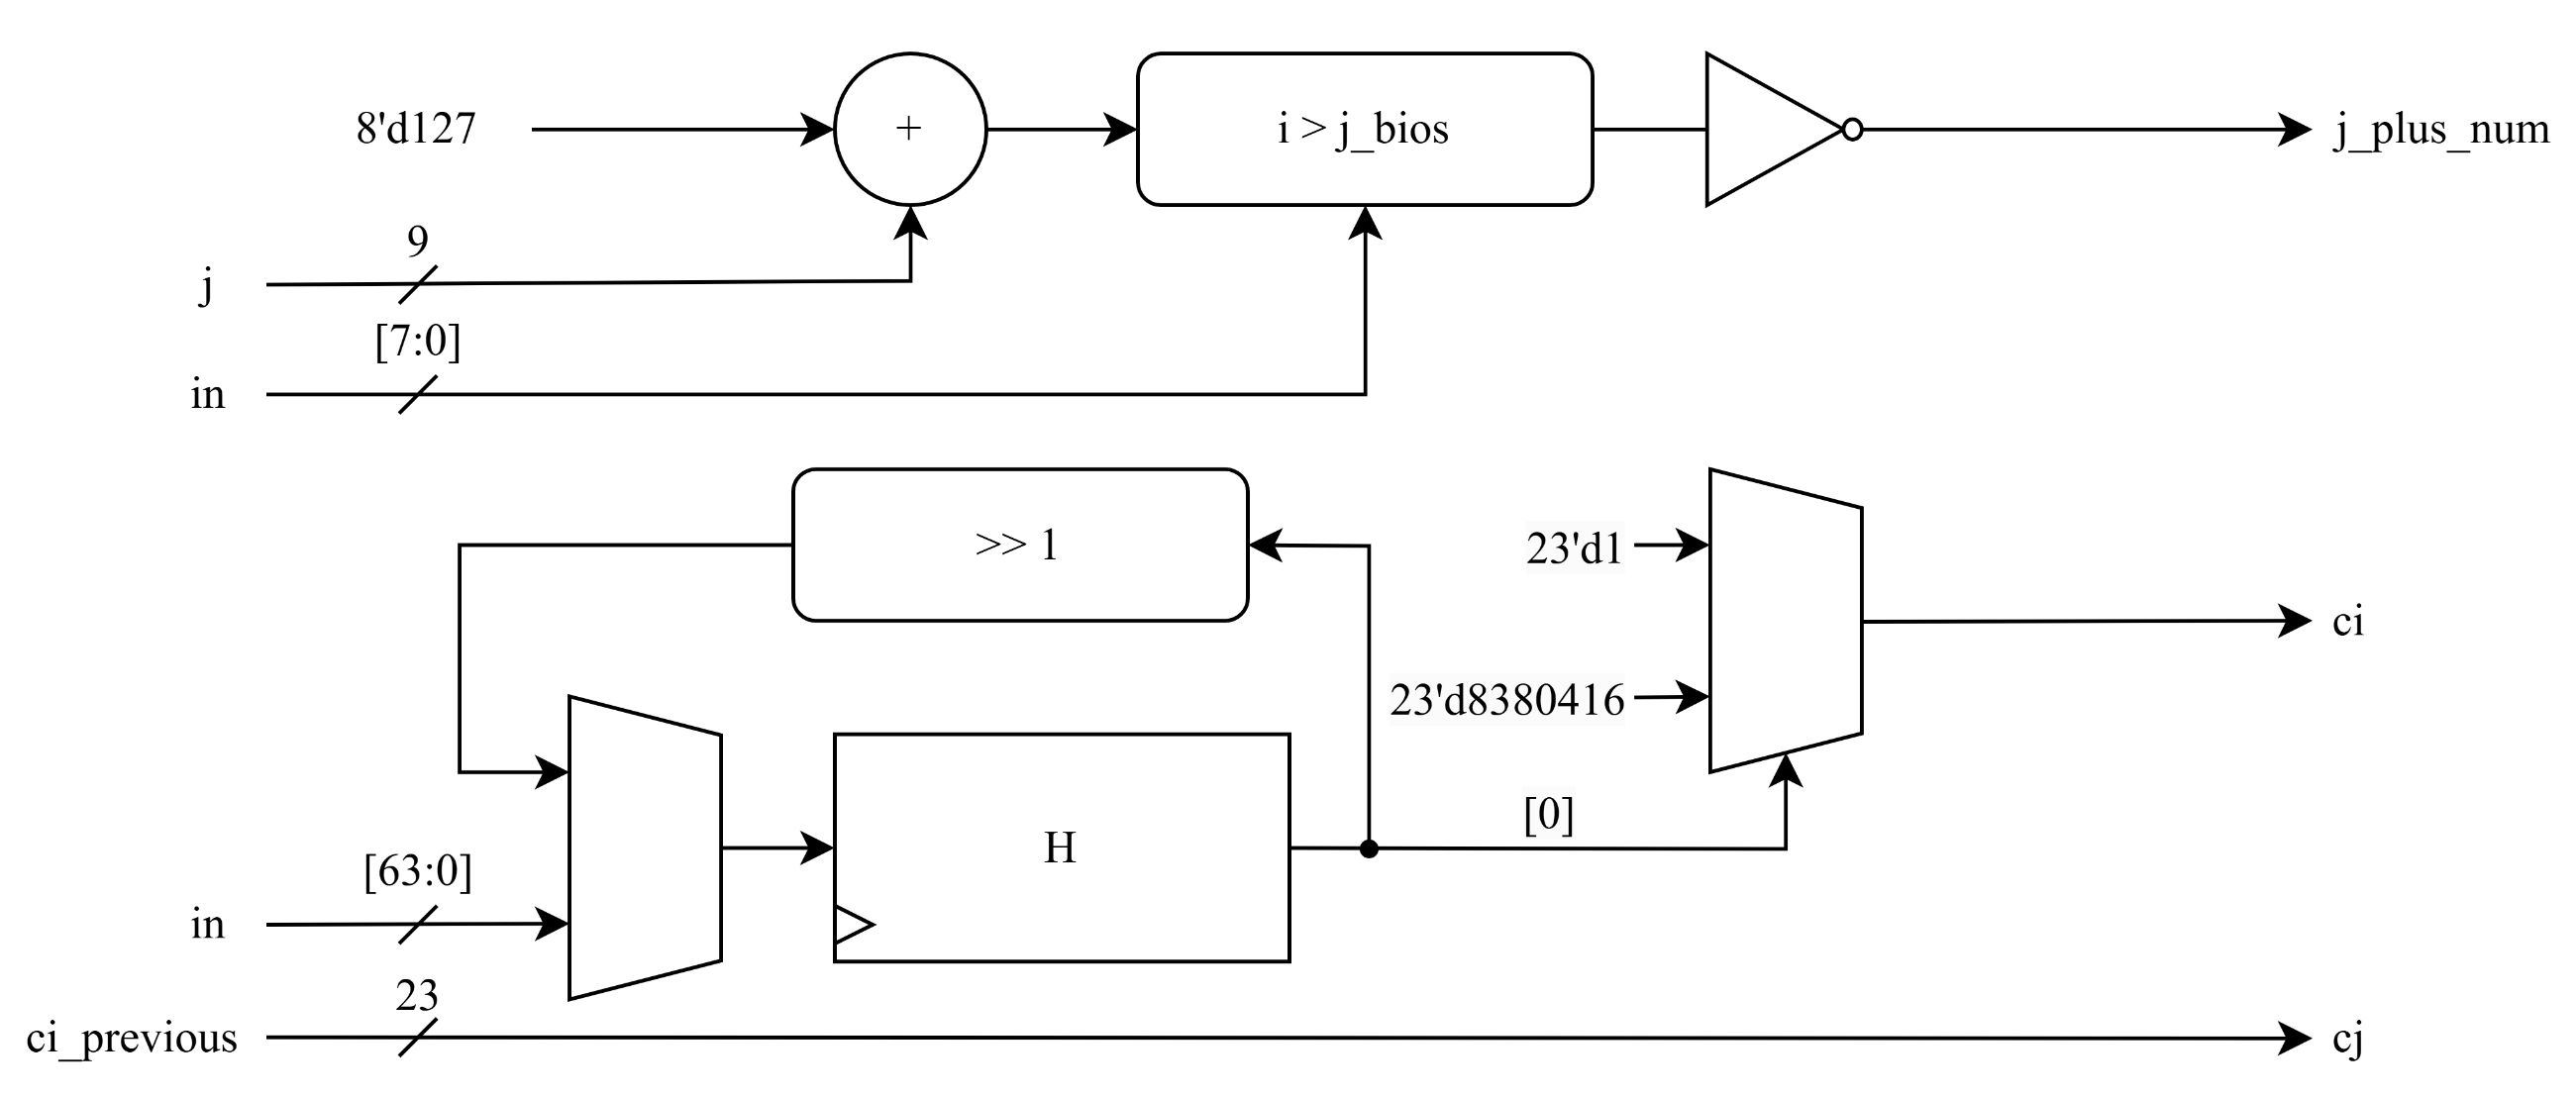 8'd127
+
i > j_bios
j_plus_num
9
j
[7:0]
in
>> 1
23'd1
ci
23'd8380416
[0]
H
[63:0]
in
23
ci_previous
cj